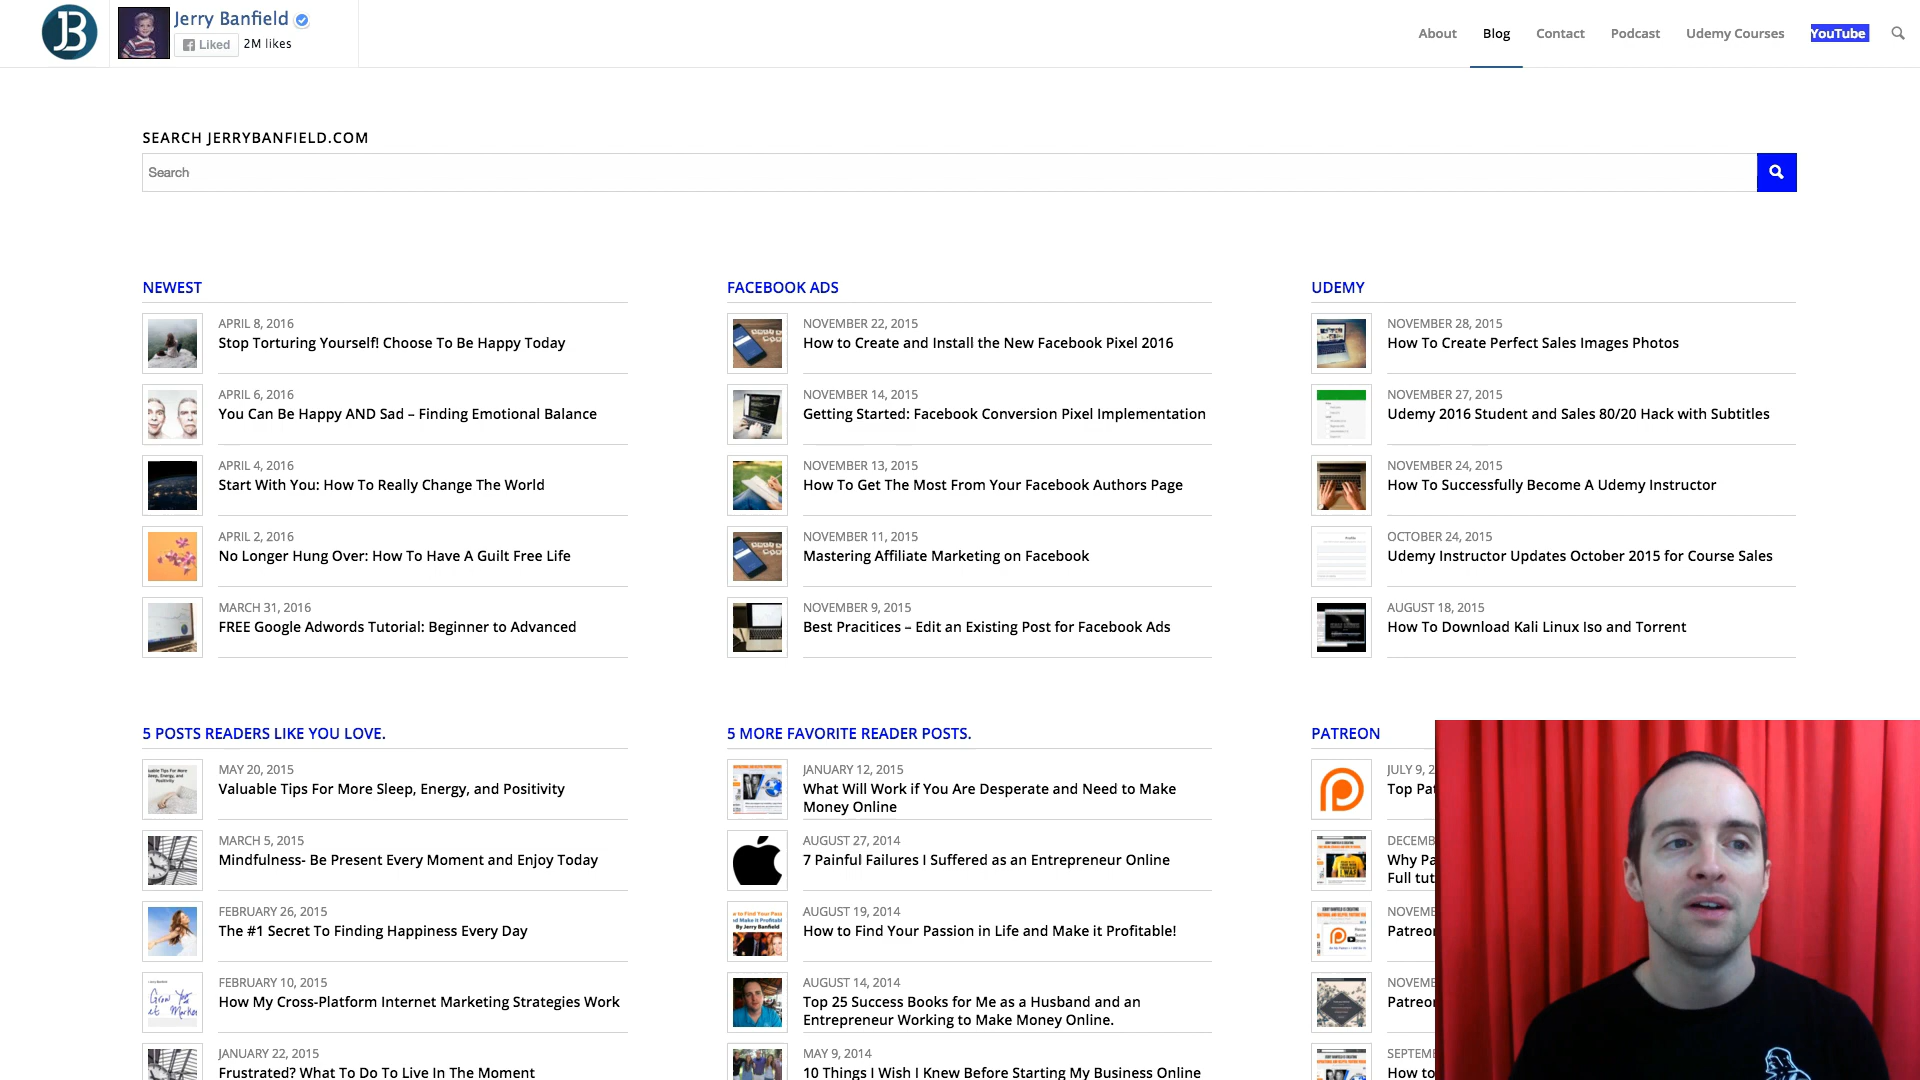 JB
Jerry Banfield
Liked
2M likes
About
Blog
Contact
Podcast
Udemy Courses
YouTube
SEARCH JERRYBANFIELD.COM
Search
NEWEST
APRIL 8, 2016
Stop Torturing Yourself! Choose To Be Happy Today
APRIL 6, 2016
You Can Be Happy AND Sad – Finding Emotional Balance
APRIL 4, 2016
Start With You: How To Really Change The World
APRIL 2, 2016
No Longer Hung Over: How To Have A Guilt Free Life
MARCH 31, 2016
FREE Google Adwords Tutorial: Beginner to Advanced
FACEBOOK ADS
NOVEMBER 22, 2015
How to Create and Install the New Facebook Pixel 2016
NOVEMBER 14, 2015
Getting Started: Facebook Conversion Pixel Implementation
NOVEMBER 13, 2015
How To Get The Most From Your Facebook Authors Page
NOVEMBER 11, 2015
Mastering Affiliate Marketing on Facebook
NOVEMBER 9, 2015
Best Pracitices – Edit an Existing Post for Facebook Ads
UDEMY
NOVEMBER 28, 2015
How To Create Perfect Sales Images Photos
NOVEMBER 27, 2015
Udemy 2016 Student and Sales 80/20 Hack with Subtitles
NOVEMBER 24, 2015
How To Successfully Become A Udemy Instructor
OCTOBER 24, 2015
Udemy Instructor Updates October 2015 for Course Sales
AUGUST 18, 2015
How To Download Kali Linux Iso and Torrent
5 POSTS READERS LIKE YOU LOVE.
MAY 20, 2015
Valuable Tips For More Sleep, Energy, and Positivity
MARCH 5, 2015
Mindfulness- Be Present Every Moment and Enjoy Today
FEBRUARY 26, 2015
The #1 Secret To Finding Happiness Every Day
FEBRUARY 10, 2015
How My Cross-Platform Internet Marketing Strategies Work
JANUARY 22, 2015
Frustrated? What To Do To Live In The Moment
5 MORE FAVORITE READER POSTS.
JANUARY 12, 2015
What Will Work if You Are Desperate and Need to Make
Money Online
AUGUST 27, 2014
7 Painful Failures I Suffered as an Entrepreneur Online
AUGUST 19, 2014
How to Find Your Passion in Life and Make it Profitable!
AUGUST 14, 2014
Top 25 Success Books for Me as a Husband and an
Entrepreneur Working to Make Money Online.
MAY 9, 2014
10 Things I Wish I Knew Before Starting My Business Online
PATREON
JULY 9, 2
Top Pat
DECEMB
Why Pa
Full tut
NOVEME
Patreor
NOVEME
Patreor
SEPTEME
How to